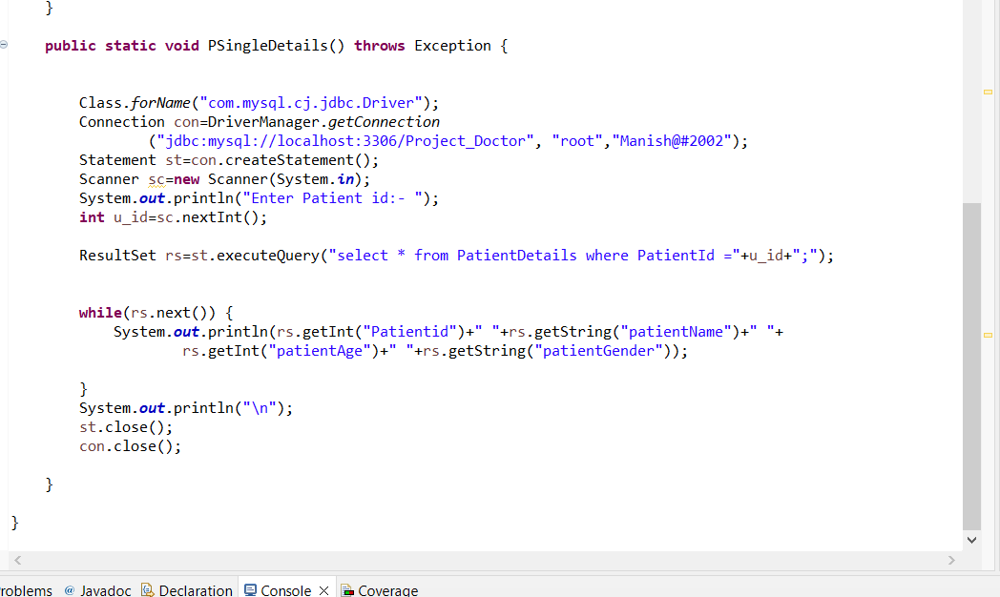 }
public static void PSingleDetails() throws Exception {
Class.forName("com.mysql.cj.jdbc.Driver");
Connection con=DriverManager.getConnection
("jdbc:mysql://localhost:3306/Project_Doctor", "root","Manish@#2002");
Statement st=con.createStatement();
Scanner sc=new Scanner(System.in);
System.out.println("Enter Patient id:- ");
int u_id=sc.nextInt();
ResultSet rs=st.executeQuery("select * from PatientDetails where PatientId ="+u_id+";");
while(rs.next()) {
System.out.println(rs.getInt("Patientid")+" "+rs.getString("patientName")+" "+
rs.getInt("patientAge")+" "+rs.getString("patientGender"));
}
System.out.println("\n");
st.close();
con.close();
}
}
roblems @ Javadoc Declaration Console Coverage